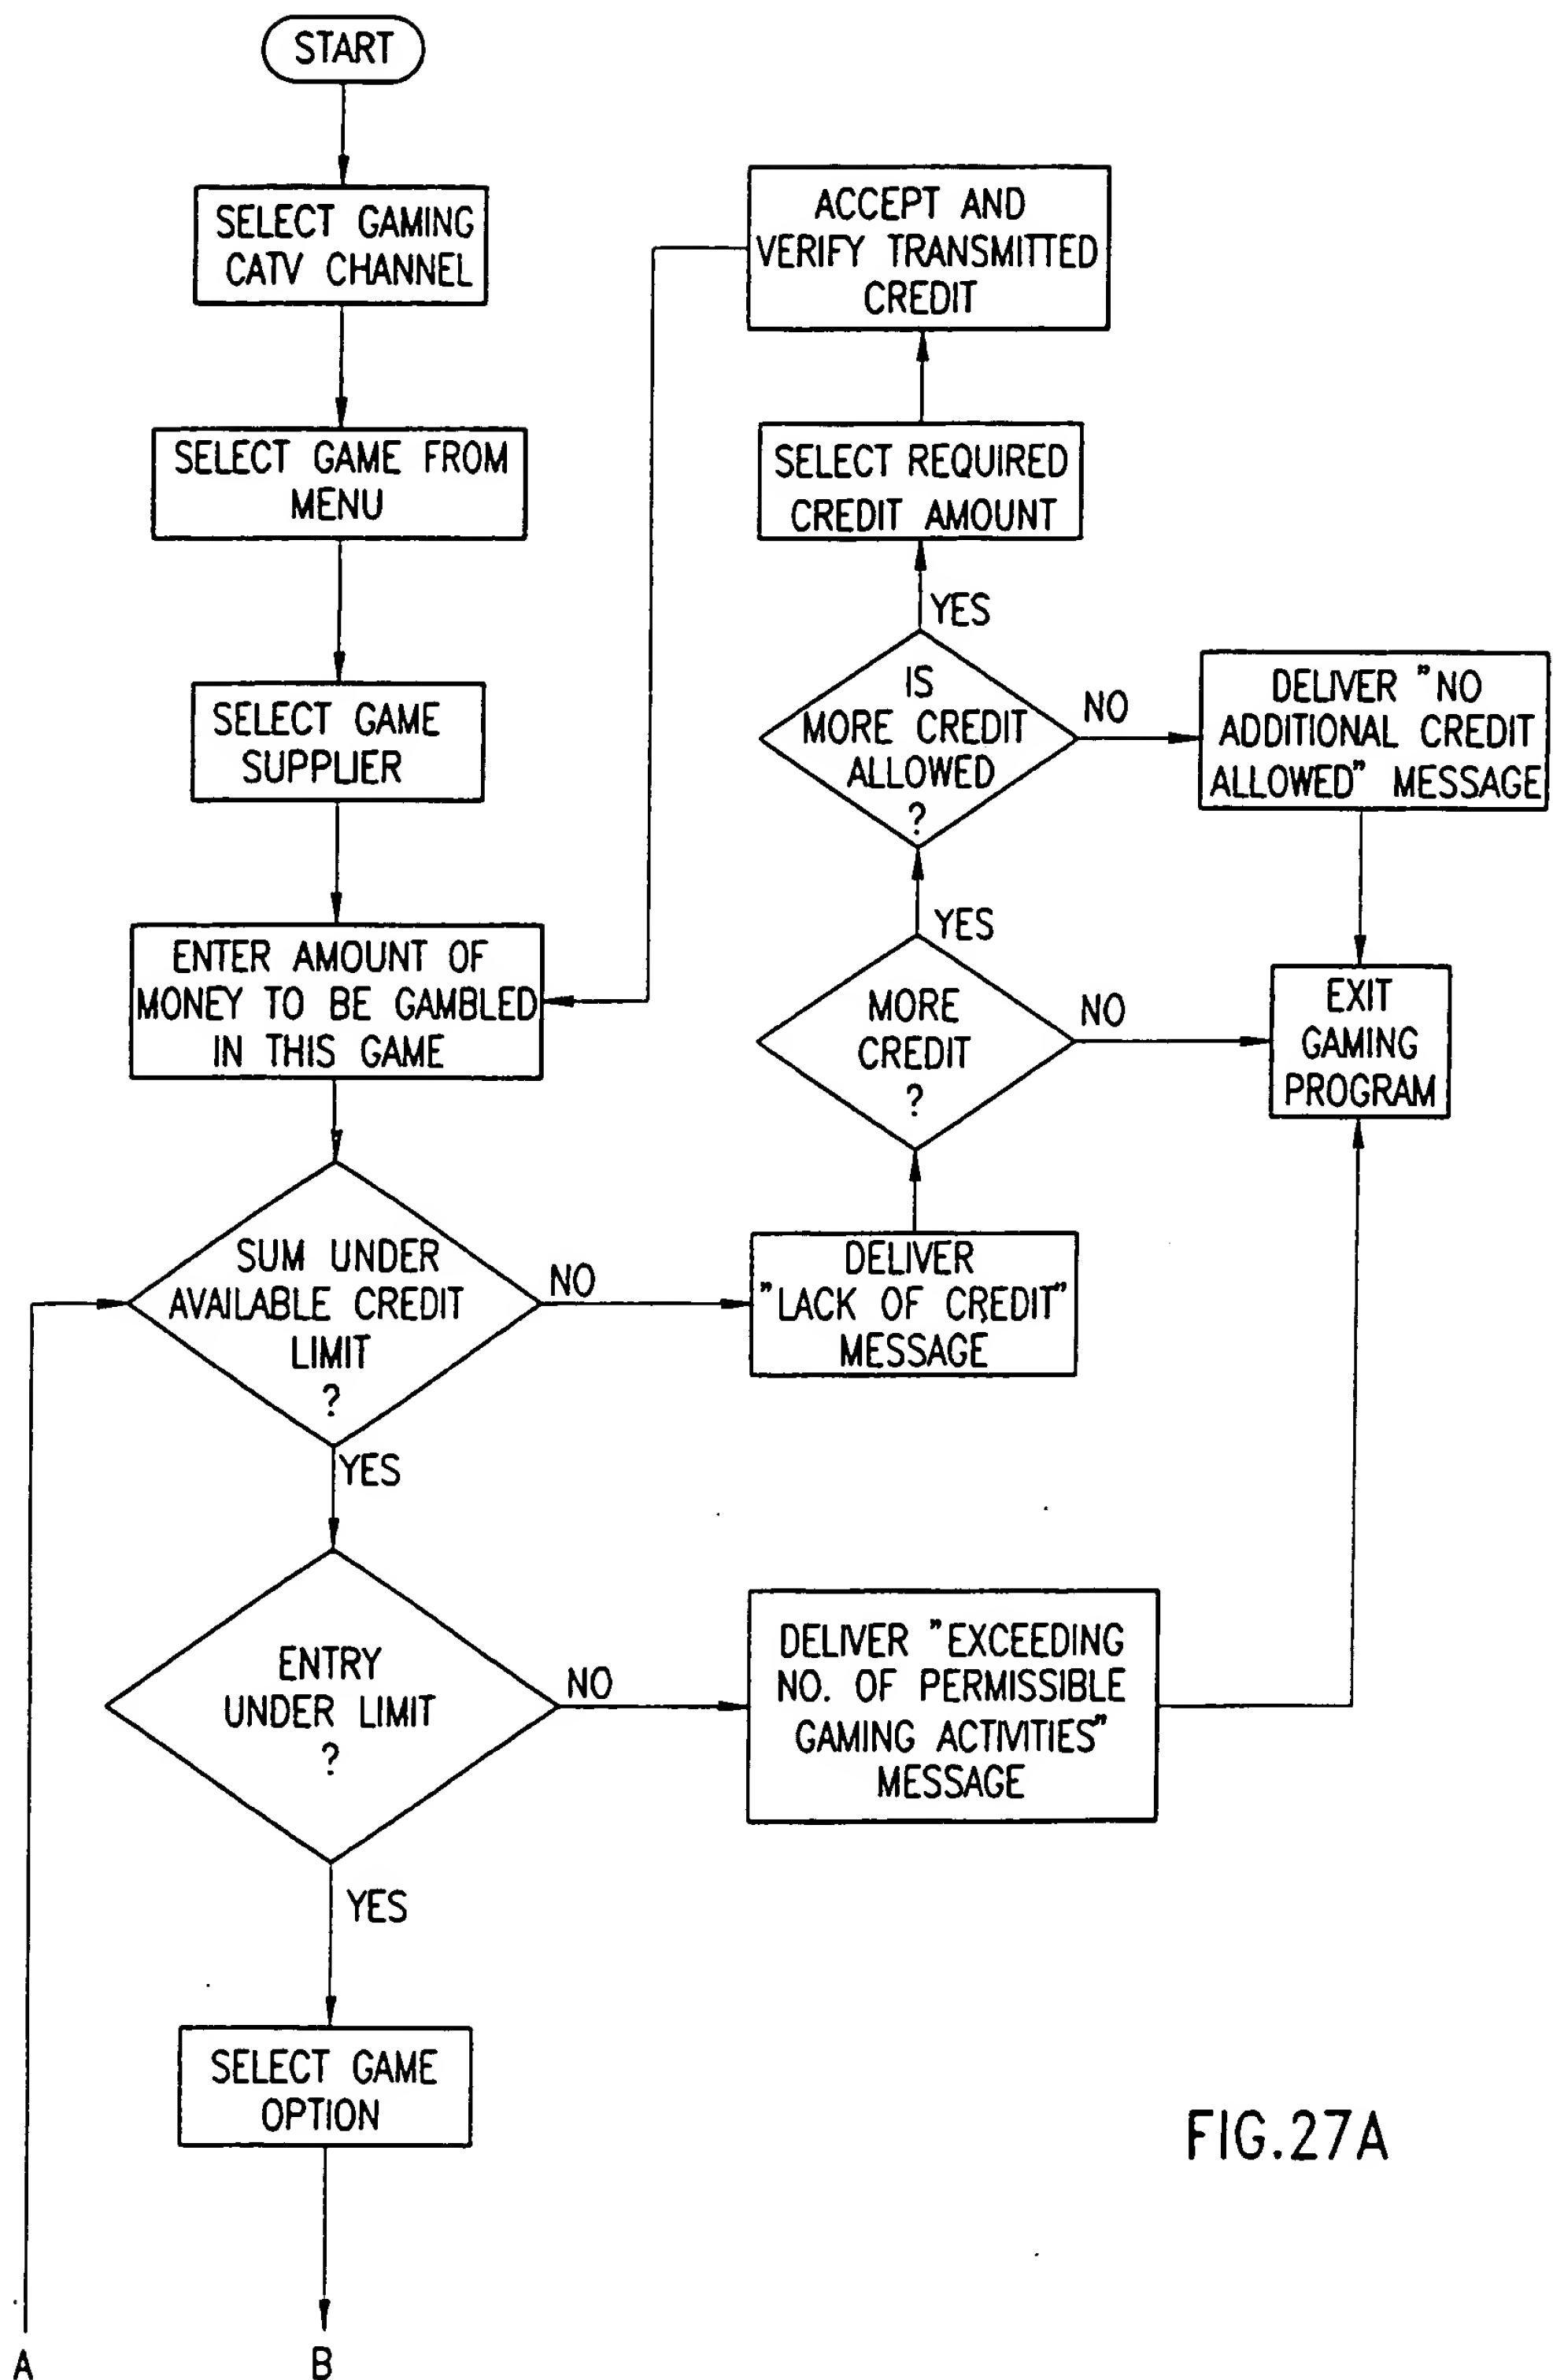 START
SELECT GAMING
CATV CHANNEL
SELECT GAME FROM
MENU
SELECT GAME
SUPPLIER
ENTER AMOUNT OF
MONEY TO BE GAMBLED
IN THIS GAME
SUM UNDER
AVAILABLE CREDIT
LIMIT
?
NO
YES
ENTRY
UNDER LIMIT
?
NO
YES
SELECT GAME
OPTION
A
B
ACCEPT AND
VERIFY TRANSMITTED
CREDIT
SELECT REQUIRED
CREDIT AMOUNT
YES
IS
MORE CREDIT
ALLOWED
?
NO
DELIVER "NO
ADDITIONAL CREDIT
ALLOWED" MESSAGE
YES
MORE
CREDIT
?
NO
EXIT
GAMING
PROGRAM
DELIVER
"LACK OF CREDIT"
MESSAGE
DELIVER "EXCEEDING
NO. OF PERMISSIBLE
GAMING ACTIVITIES"
MESSAGE
FIG.27A